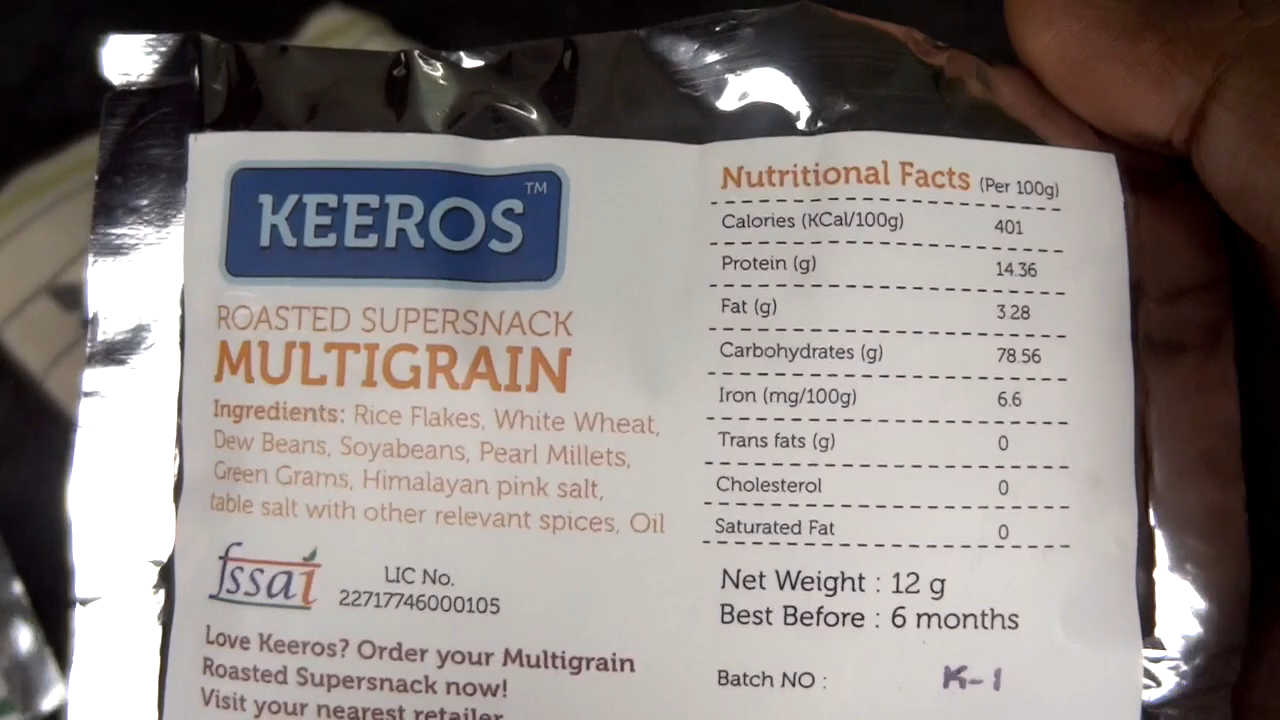 KEEROS™
ROASTED SUPERSNACK
MULTIGRAIN
Ingredients: Rice Flakes, White Wheat,
Dew Beans, Soyabeans, Pearl Millets,
Green Grams, Himalayan pink salt,
table salt with other relevant spices, Oil
fssai
LIC No.
22717746000105
Love Keeros? Order your Multigrain
Roasted Supersnack now!
Visit your nearest retailer
Nutritional Facts (Per 100g)
Calories (KCal/100g) 401
Protein (g) 14.36
Fat (g) 3.28
Carbohydrates (g) 78.56
Iron (mg/100g) 6.6
Trans fats (g) 0
Cholesterol 0
Saturated Fat 0
Net Weight : 12 g
Best Before : 6 months
Batch NO : K-1